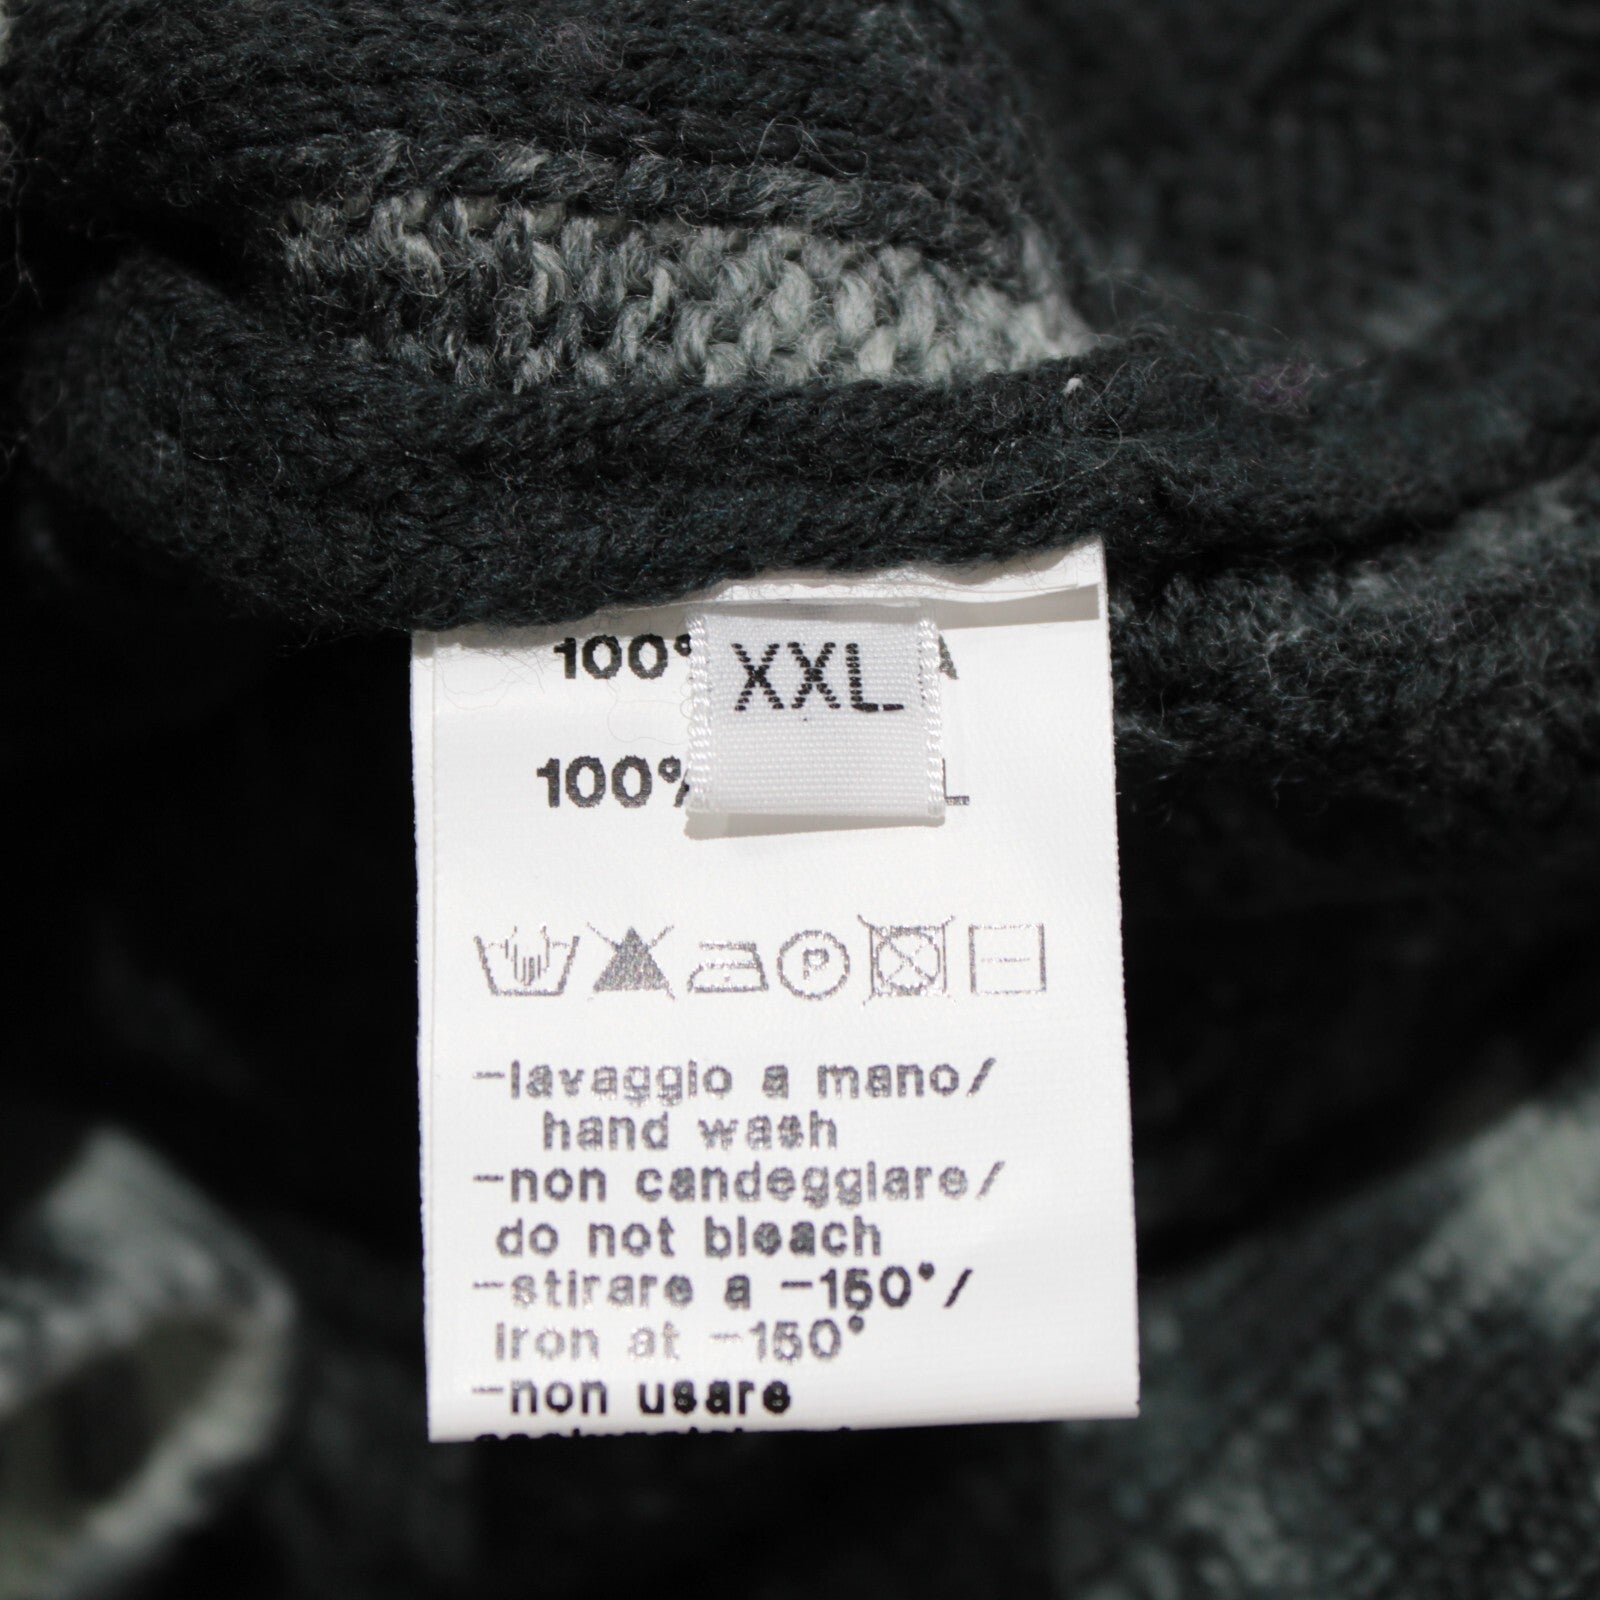 100%
XXL
100%
P
-lavaggio a mano/
hand wash
-non candeggiare/
do not bleach
-stirare a -150°/
iron at -150°
-non usare